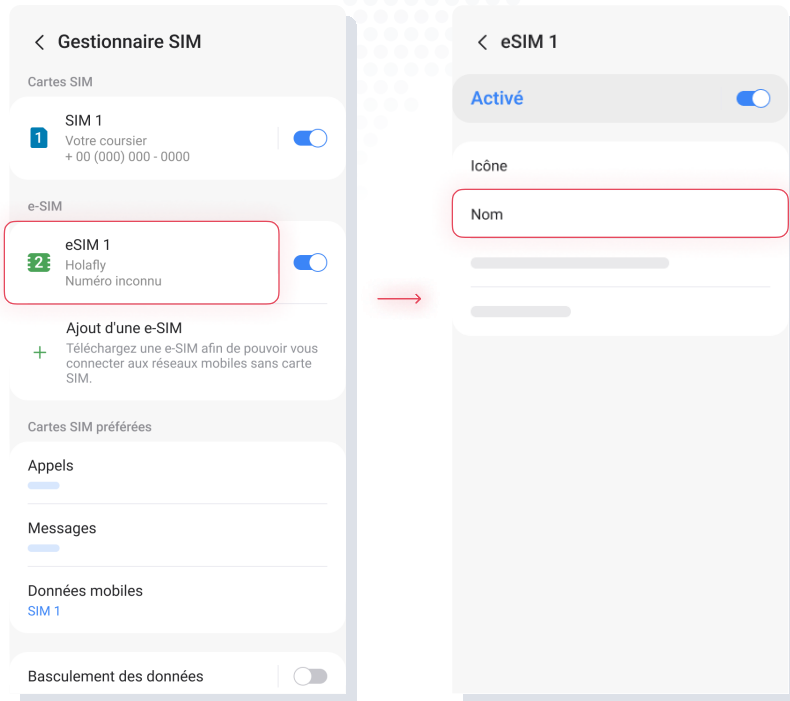 Gestionnaire SIM
Cartes SIM
1
SIM 1
Votre coursier
+ 00 (000) 000 - 0000
e-SIM
2
eSIM 1
Holafly
Numéro inconnu
Ajout d'une e-SIM
Téléchargez une e-SIM afin de pouvoir vous
connecter aux réseaux mobiles sans carte
SIM.
Cartes SIM préférées
Appels
Messages
Données mobiles
SIM 1
Basculement des données
eSIM 1
Activé
Icône
Nom